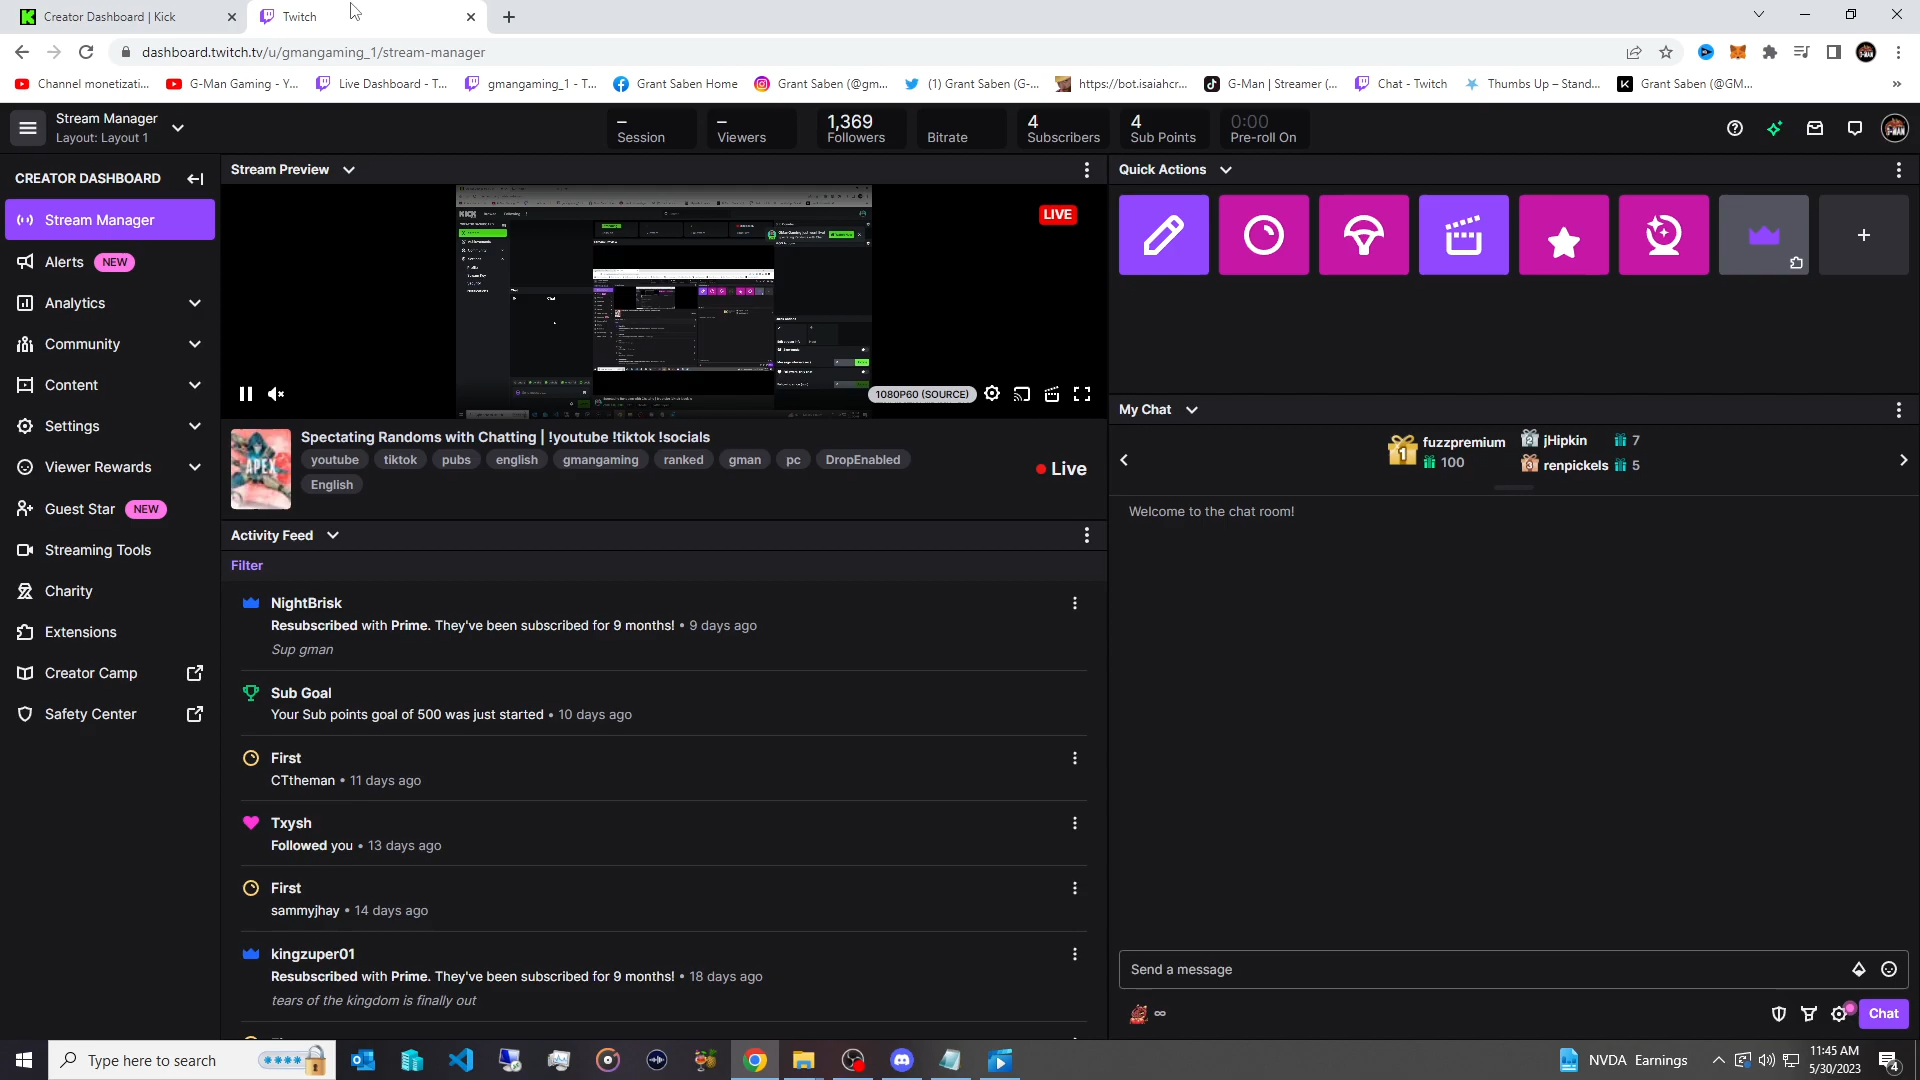 Creator Dashboard | Kick
Twitch
dashboard.twitch.tv/u/gmangaming_1/stream-manager
Channel monetizati...
G-Man Gaming - Y...
Live Dashboard - T...
gmangaming_1 - T...
Grant Saben Home
Grant Saben (@gm...
(1) Grant Saben (G-...
https://bot.isaiahcr...
G-Man | Streamer (...
Chat - Twitch
Thumbs Up – Stand...
Grant Saben (@GM...
Stream Manager
Layout: Layout 1
–
Session
–
Viewers
1,369
Followers
Bitrate
4
Subscribers
4
Sub Points
0:00
Pre-roll On
CREATOR DASHBOARD
Stream Manager
Alerts NEW
Analytics
Community
Content
Settings
Viewer Rewards
Guest Star NEW
Streaming Tools
Charity
Extensions
Creator Camp
Safety Center
Stream Preview
LIVE
KICK
1080P60 (SOURCE)
APEX
Spectating Randoms with Chatting | !youtube !tiktok !socials
youtube tiktok pubs english gmangaming ranked gman pc DropEnabled
English
Live
Activity Feed
Filter
NightBrisk
Resubscribed with Prime. They've been subscribed for 9 months! • 9 days ago
Sup gman
Sub Goal
Your Sub points goal of 500 was just started • 10 days ago
First
CTtheman • 11 days ago
Txysh
Followed you • 13 days ago
First
sammyjhay • 14 days ago
kingzuper01
Resubscribed with Prime. They've been subscribed for 9 months! • 18 days ago
tears of the kingdom is finally out
Quick Actions
My Chat
1
fuzzpremium
100
2
jHipkin 7
3
renpickels 5
Welcome to the chat room!
Send a message
∞
Chat
Type here to search
NVDA Earnings
11:45 AM
5/30/2023
4